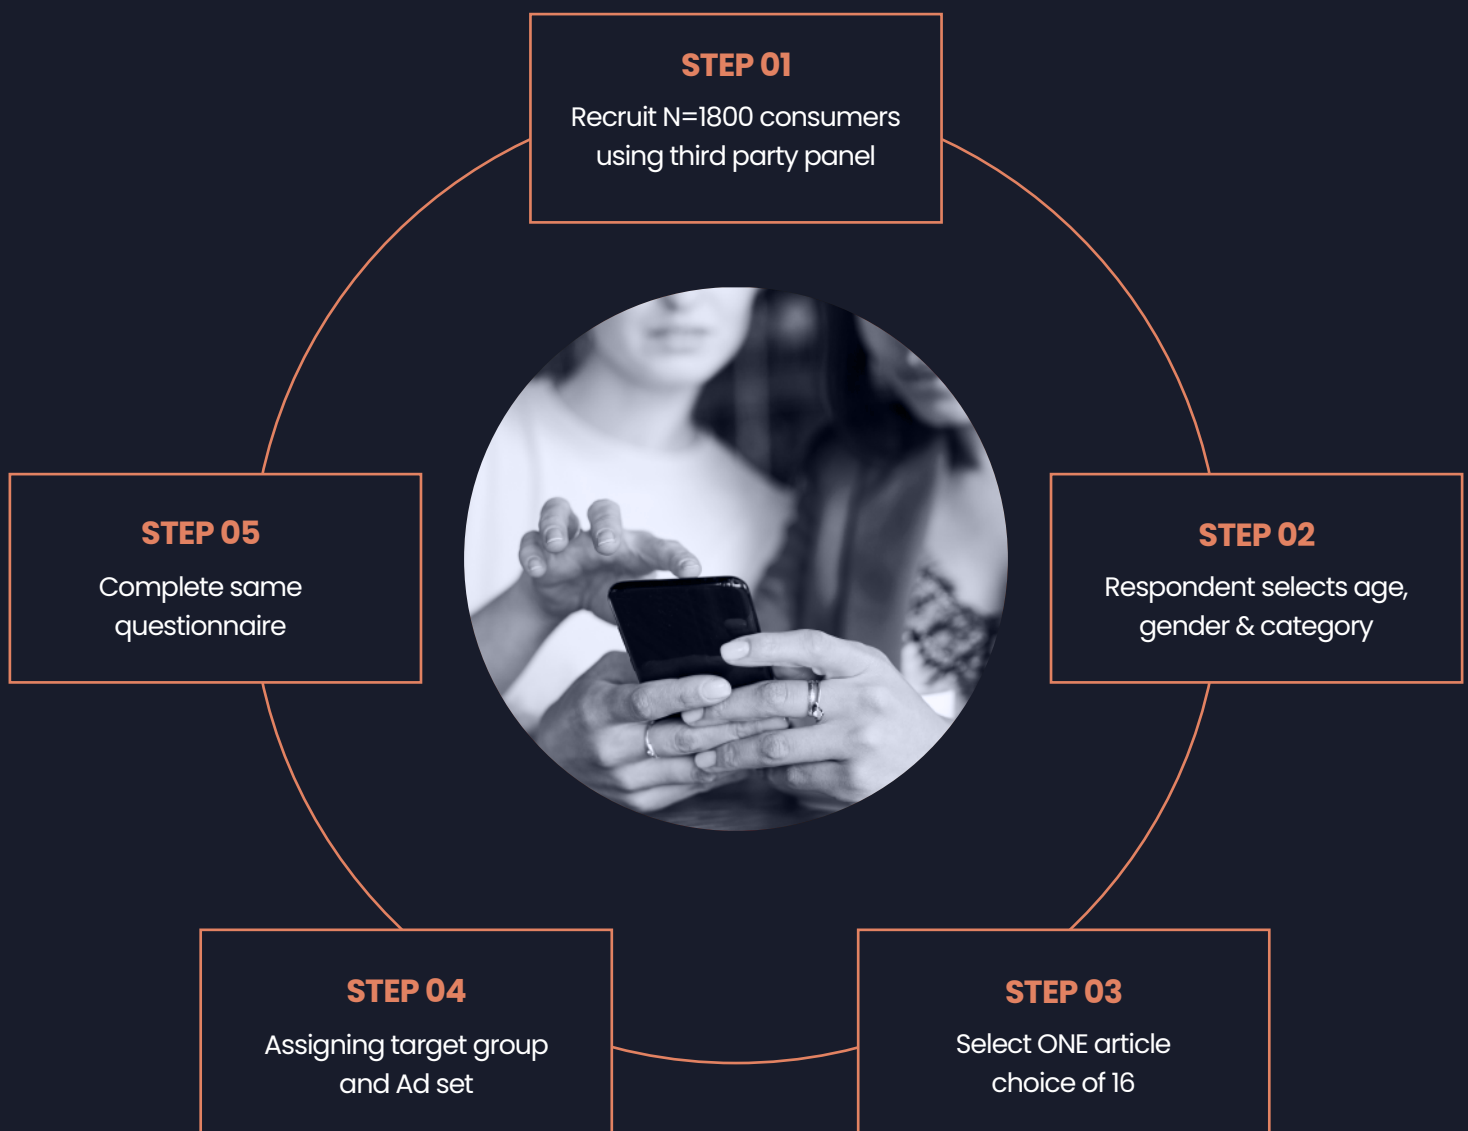 STEP 01
Recruit N=1800 consumers
using third party panel
STEP 02
Respondent selects age,
gender & category
STEP 03
Select ONE article
choice of 16
STEP 04
Assigning target group
and Ad set
STEP 05
Complete same
questionnaire